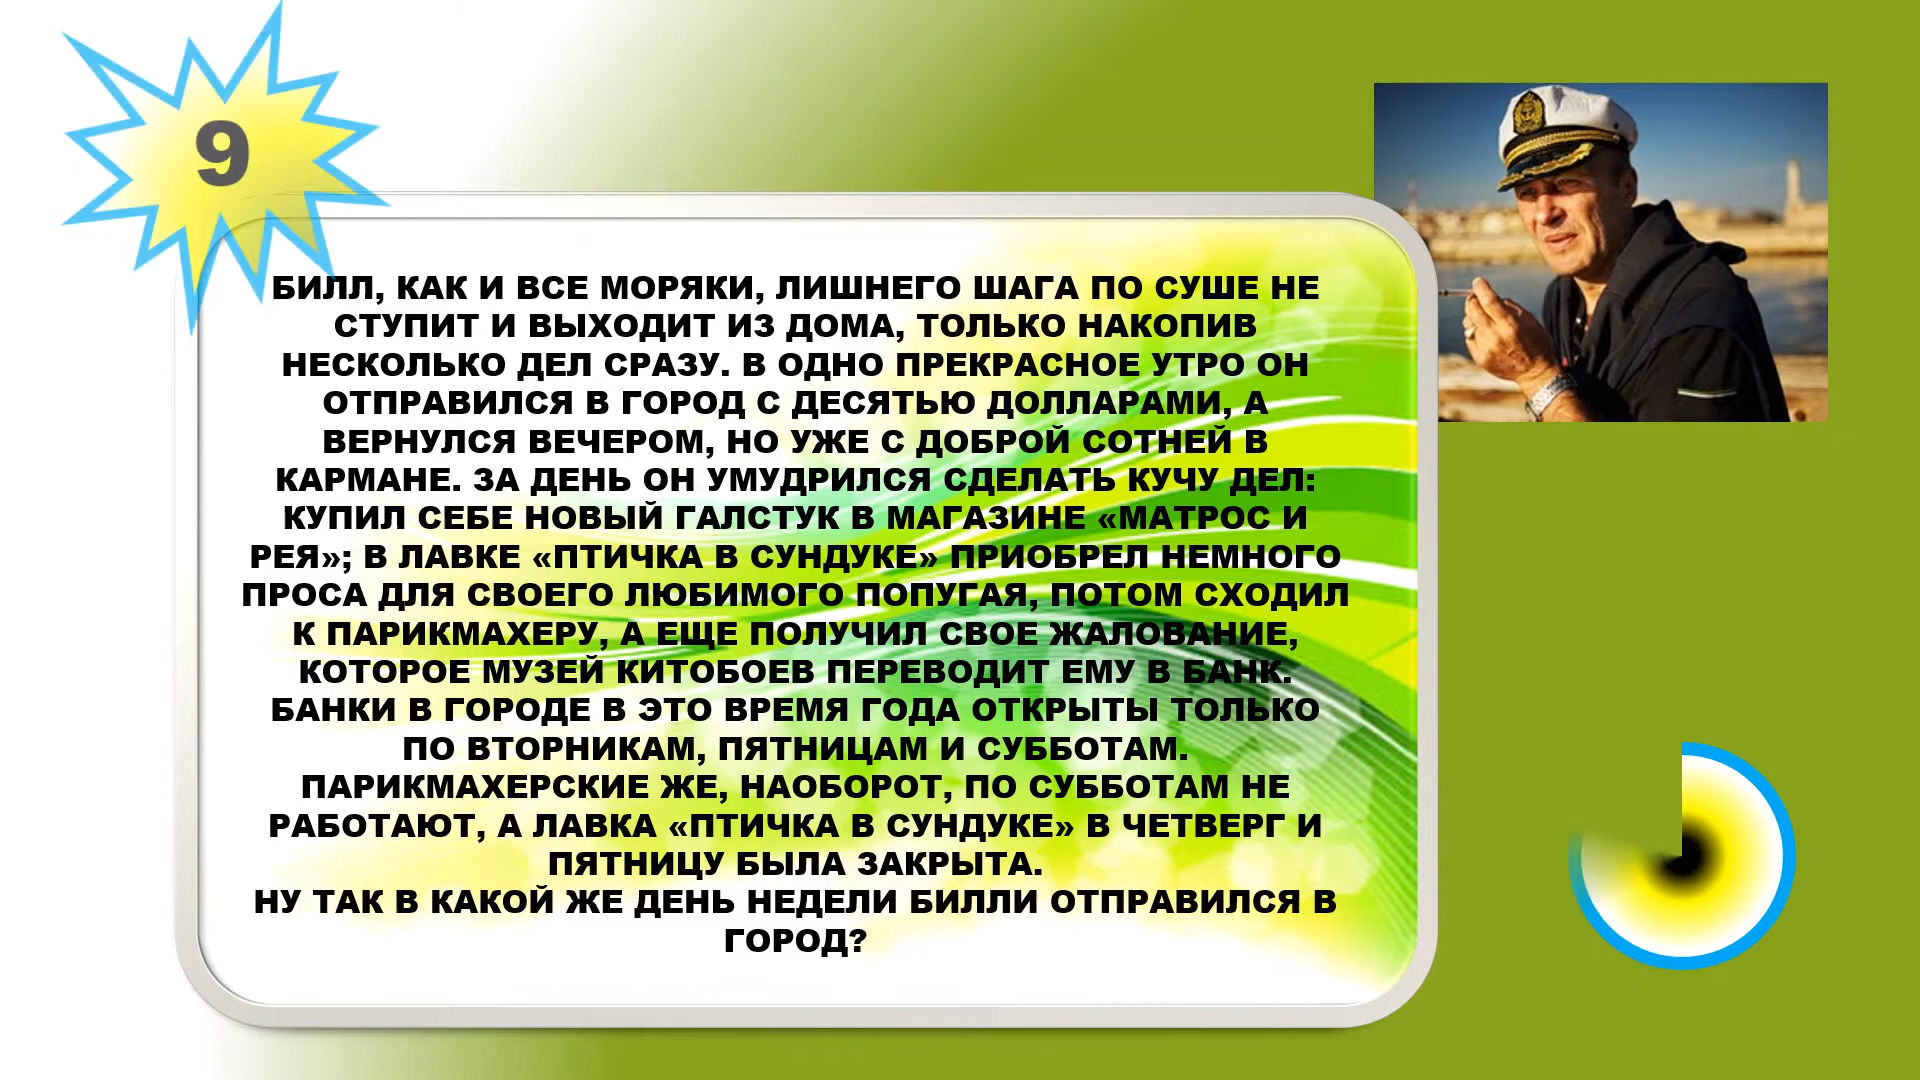 9
БИЛЛ, КАК И ВСЕ МОРЯКИ, ЛИШНЕГО ШАГА ПО СУШЕ НЕ
СТУПИТ И ВЫХОДИТ ИЗ ДОМА, ТОЛЬКО НАКОПИВ
НЕСКОЛЬКО ДЕЛ СРАЗУ. В ОДНО ПРЕКРАСНОЕ УТРО ОН
ОТПРАВИЛСЯ В ГОРОД С ДЕСЯТЬЮ ДОЛЛАРАМИ, А
ВЕРНУЛСЯ ВЕЧЕРОМ, НО УЖЕ С ДОБРОЙ СОТНЕЙ В
КАРМАНЕ. ЗА ДЕНЬ ОН УМУДРИЛСЯ СДЕЛАТЬ КУЧУ ДЕЛ:
КУПИЛ СЕБЕ НОВЫЙ ГАЛСТУК В МАГАЗИНЕ «МАТРОС И
РЕЯ»; В ЛАВКЕ «ПТИЧКА В СУНДУКЕ» ПРИОБРЕЛ НЕМНОГО
ПРОСА ДЛЯ СВОЕГО ЛЮБИМОГО ПОПУГАЯ, ПОТОМ СХОДИЛ
К ПАРИКМАХЕРУ, А ЕЩЕ ПОЛУЧИЛ СВОЕ ЖАЛОВАНИЕ,
КОТОРОЕ МУЗЕЙ КИТОБОЕВ ПЕРЕВОДИТ ЕМУ В БАНК.
БАНКИ В ГОРОДЕ В ЭТО ВРЕМЯ ГОДА ОТКРЫТЫ ТОЛЬКО
ПО ВТОРНИКАМ, ПЯТНИЦАМ И СУББОТАМ.
ПАРИКМАХЕРСКИЕ ЖЕ, НАОБОРОТ, ПО СУББОТАМ НЕ
РАБОТАЮТ, А ЛАВКА «ПТИЧКА В СУНДУКЕ» В ЧЕТВЕРГ И
ПЯТНИЦУ БЫЛА ЗАКРЫТА.
НУ ТАК В КАКОЙ ЖЕ ДЕНЬ НЕДЕЛИ БИЛЛИ ОТПРАВИЛСЯ В
ГОРОД?